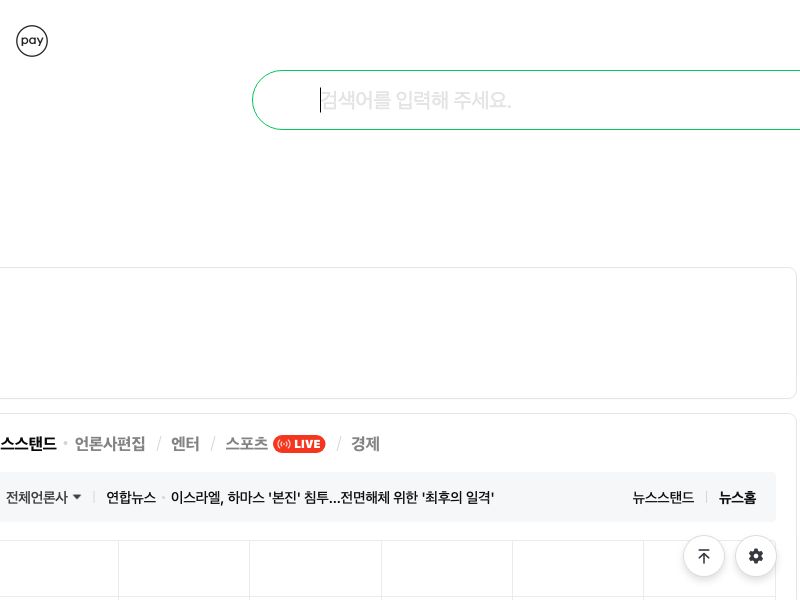 pay
검색어를 입력해 주세요.
스스탠드 · 언론사편집 / 엔터 / 스포츠 LIVE / 경제
전체언론사 연합뉴스 · 이스라엘, 하마스 '본진' 침투...전면해체 위한 '최후의 일격' 뉴스스탠드 뉴스홈